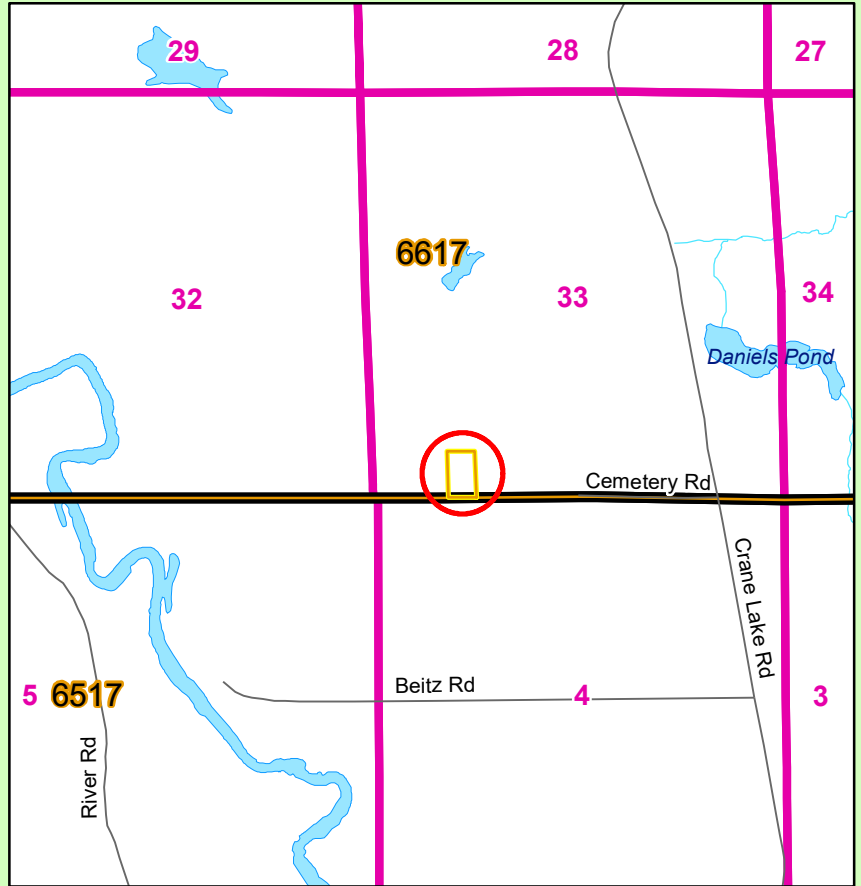 29
28
27
6617
32
33
34
Daniels Pond
Cemetery Rd
Crane Lake Rd
Beitz Rd
5
6517
4
3
River Rd